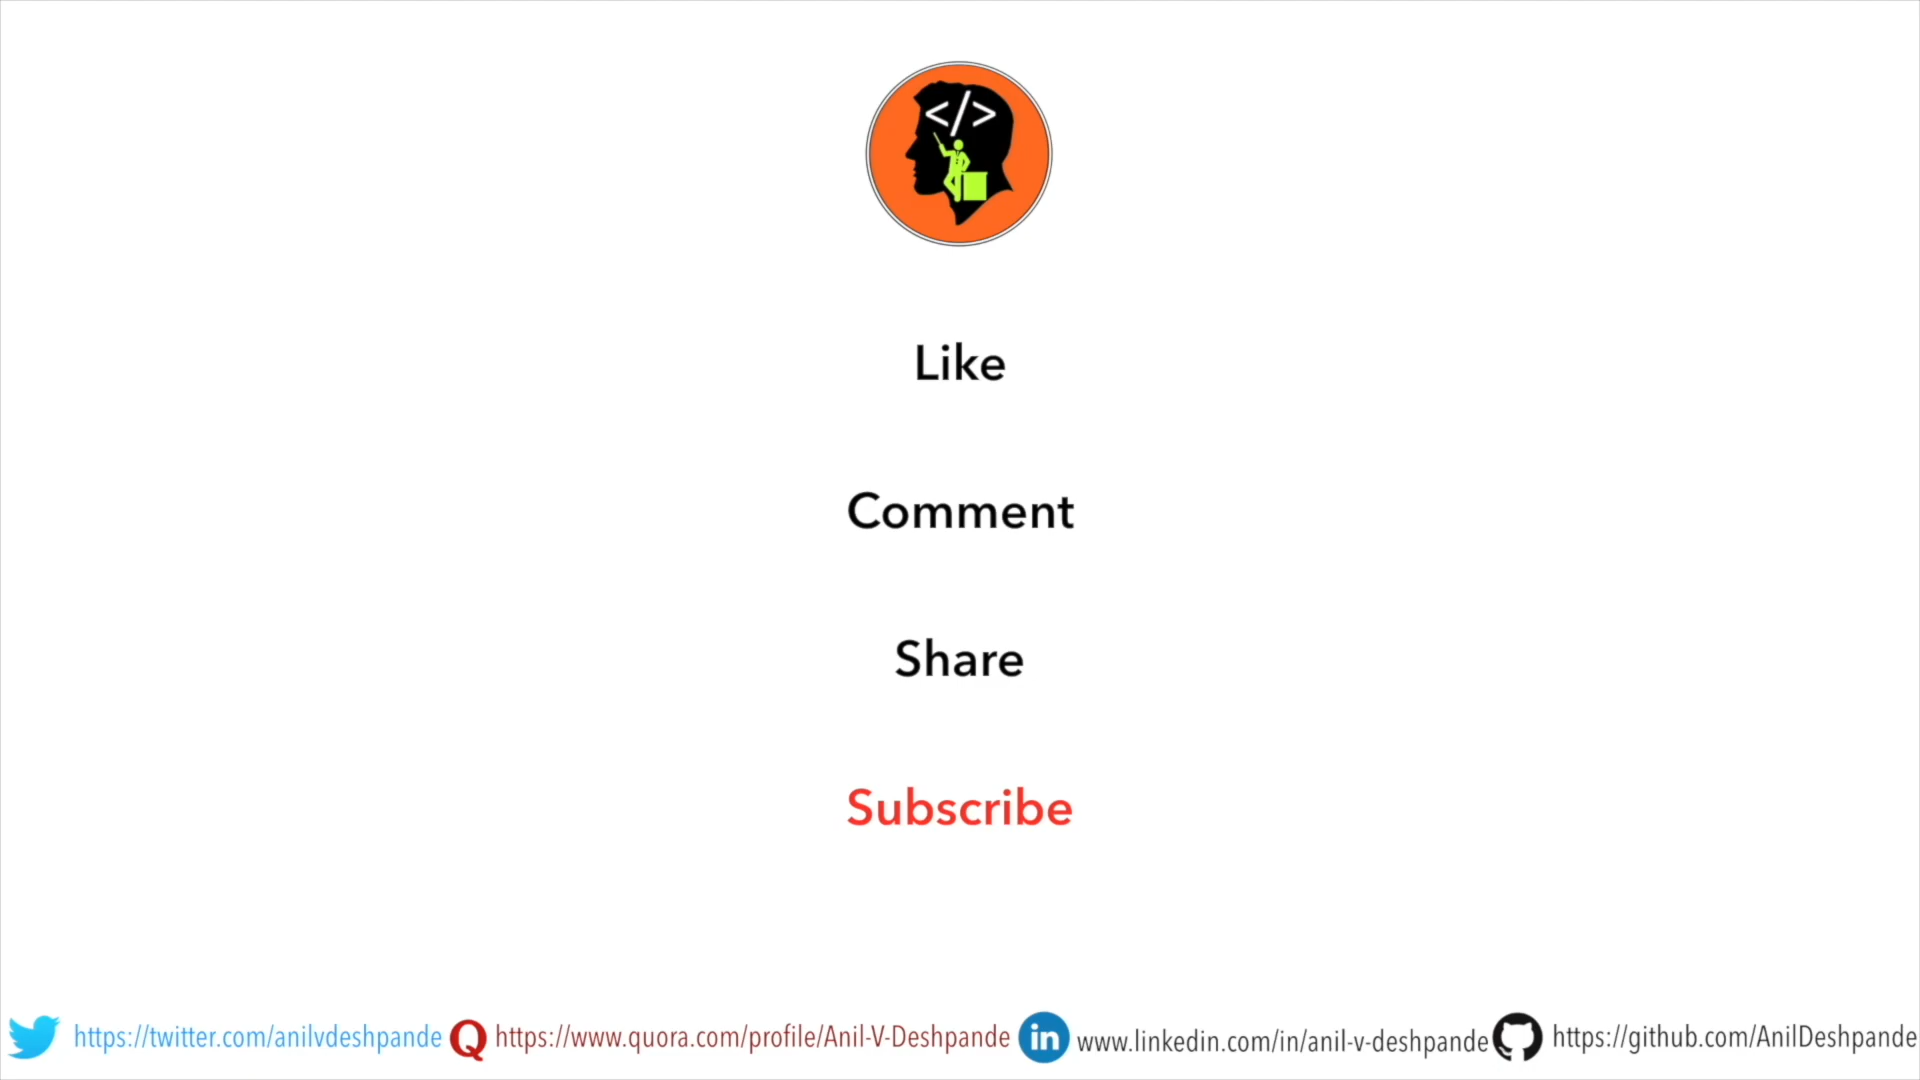 </>
Like
Comment
Share
Subscribe
https://twitter.com/anilvdeshpande https://www.quora.com/profile/Anil-V-Deshpande in www.linkedin.com/in/anil-v-deshpande https://github.com/AnilDeshpande